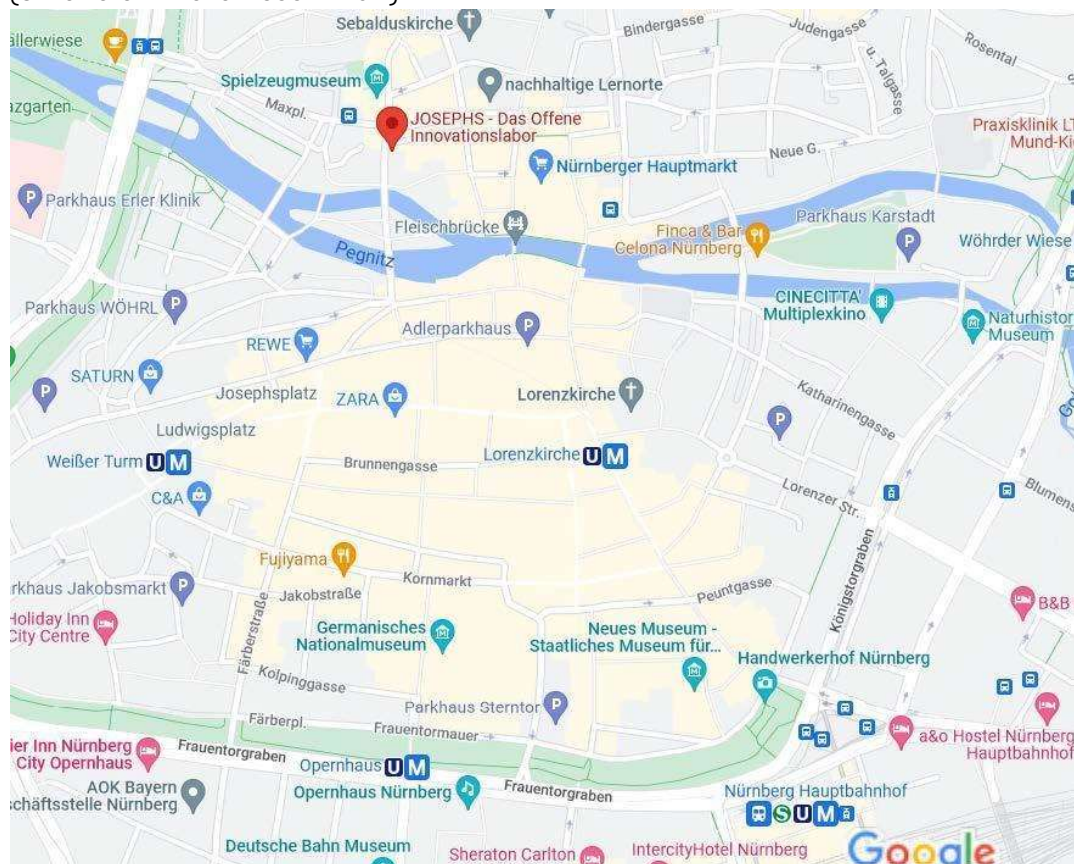 Sebalduskirche
Bindergasse
Judengasse
u. Talgasse
Rosental
allerwiese
Spielzeugmuseum
nachhaltige Lernorte
azgarten
Maxpl.
JOSEPHS - Das Offene
Innovationslabor
Praxisklinik LT
Mund-Ki
Neue G.
Nürnberger Hauptmarkt
P Parkhaus Erler Klinik
Fleischbrücke
Parkhaus Karstadt
P
Finca & Bar
Celona Nürnberg
Wöhrder Wiese
Pegnitz
Parkhaus WÖHRL P
CINECITTA'
Multiplexkino
Naturhistor
Museum
Adlerparkhaus P
REWE
SATURN
P
Josephsplatz
ZARA
Lorenzkirche
Katharinengasse
P
Ludwigsplatz
Weißer Turm U M
Brunnengasse
Lorenzkirche U M
C&A
Lorenzer Str.
Blumens
Fujiyama
Kornmarkt
rkhaus Jakobsmarkt P
Jakobstraße
Peuntgasse
Königstorgraben
B&B
Holiday Inn
City Centre
Färberstraße
Germanisches
Nationalmuseum
Neues Museum -
Staatliches Museum für...
Handwerkerhof Nürnberg
Kolpinggasse
Parkhaus Sterntor P
Färberpl.
Frauentormauer
a&o Hostel Nürnberg
Hauptbahnhof
ier Inn Nürnberg
City Opernhaus
Frauentorgraben
Opernhaus U M
AOK Bayern
schäftsstelle Nürnberg
Opernhaus Nürnberg
Frauentorgraben
Nürnberg Hauptbahnhof
S U M
Deutsche Bahn Museum
Sheraton Carlton
IntercityHotel Nürnberg
Google